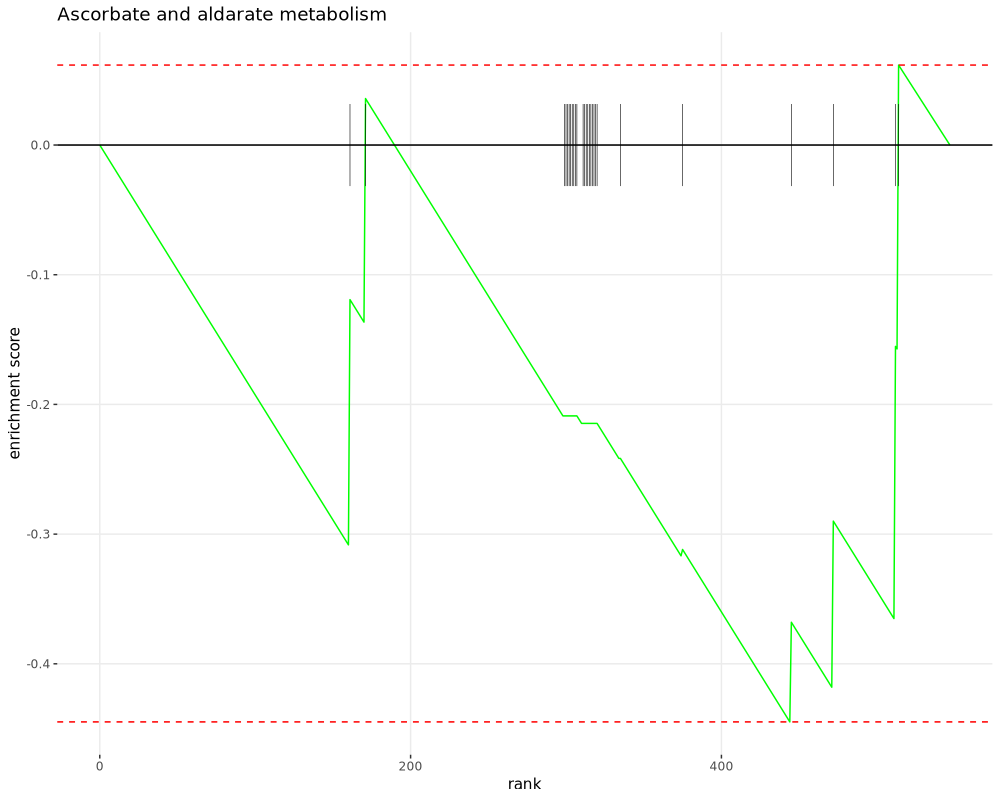 Ascorbate and aldarate metabolism
0.0
-0.1
-0.2
-0.3
-0.4
enrichment score
0
200
400
rank